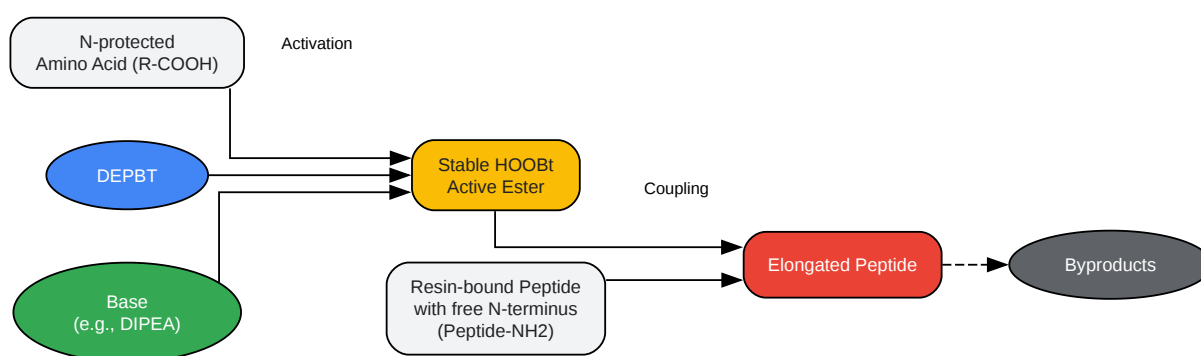 N-protected
Amino Acid (R-COOH)
Activation
DEPBT
Stable HOOBt
Active Ester
Coupling
Base
(e.g., DIPEA)
Resin-bound Peptide
with free N-terminus
(Peptide-NH2)
Elongated Peptide
Byproducts